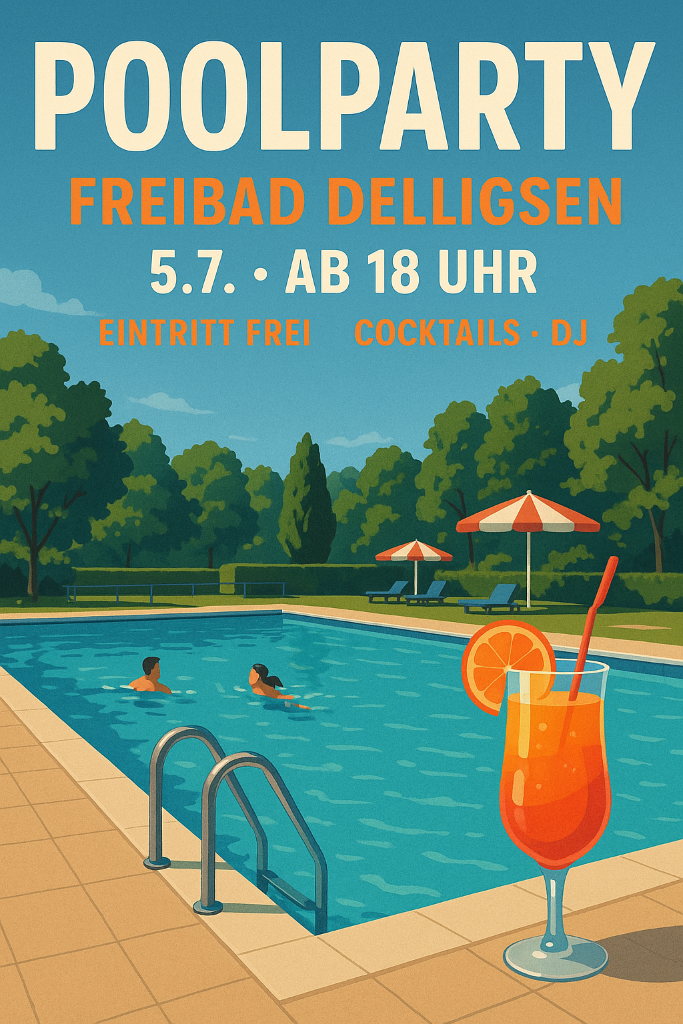 POOLPARTY
FREIBAD DELLIGSEN
5.7. • AB 18 UHR
EINTRITT FREI COCKTAILS · DJ